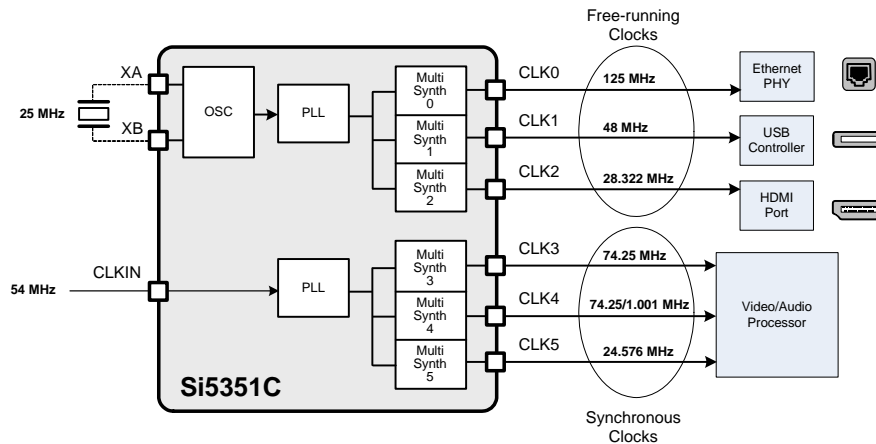 Free-running
Clocks
XA
XB
25 MHz
OSC
PLL
Multi
Synth
0
Multi
Synth
1
Multi
Synth
2
CLK0
125 MHz
Ethernet
PHY
CLK1
48 MHz
USB
Controller
CLK2
28.322 MHz
HDMI
Port
54 MHz
CLKIN
PLL
Multi
Synth
3
Multi
Synth
4
Multi
Synth
5
CLK3
74.25 MHz
CLK4
74.25/1.001 MHz
CLK5
24.576 MHz
Video/Audio
Processor
Si5351C
Synchronous
Clocks